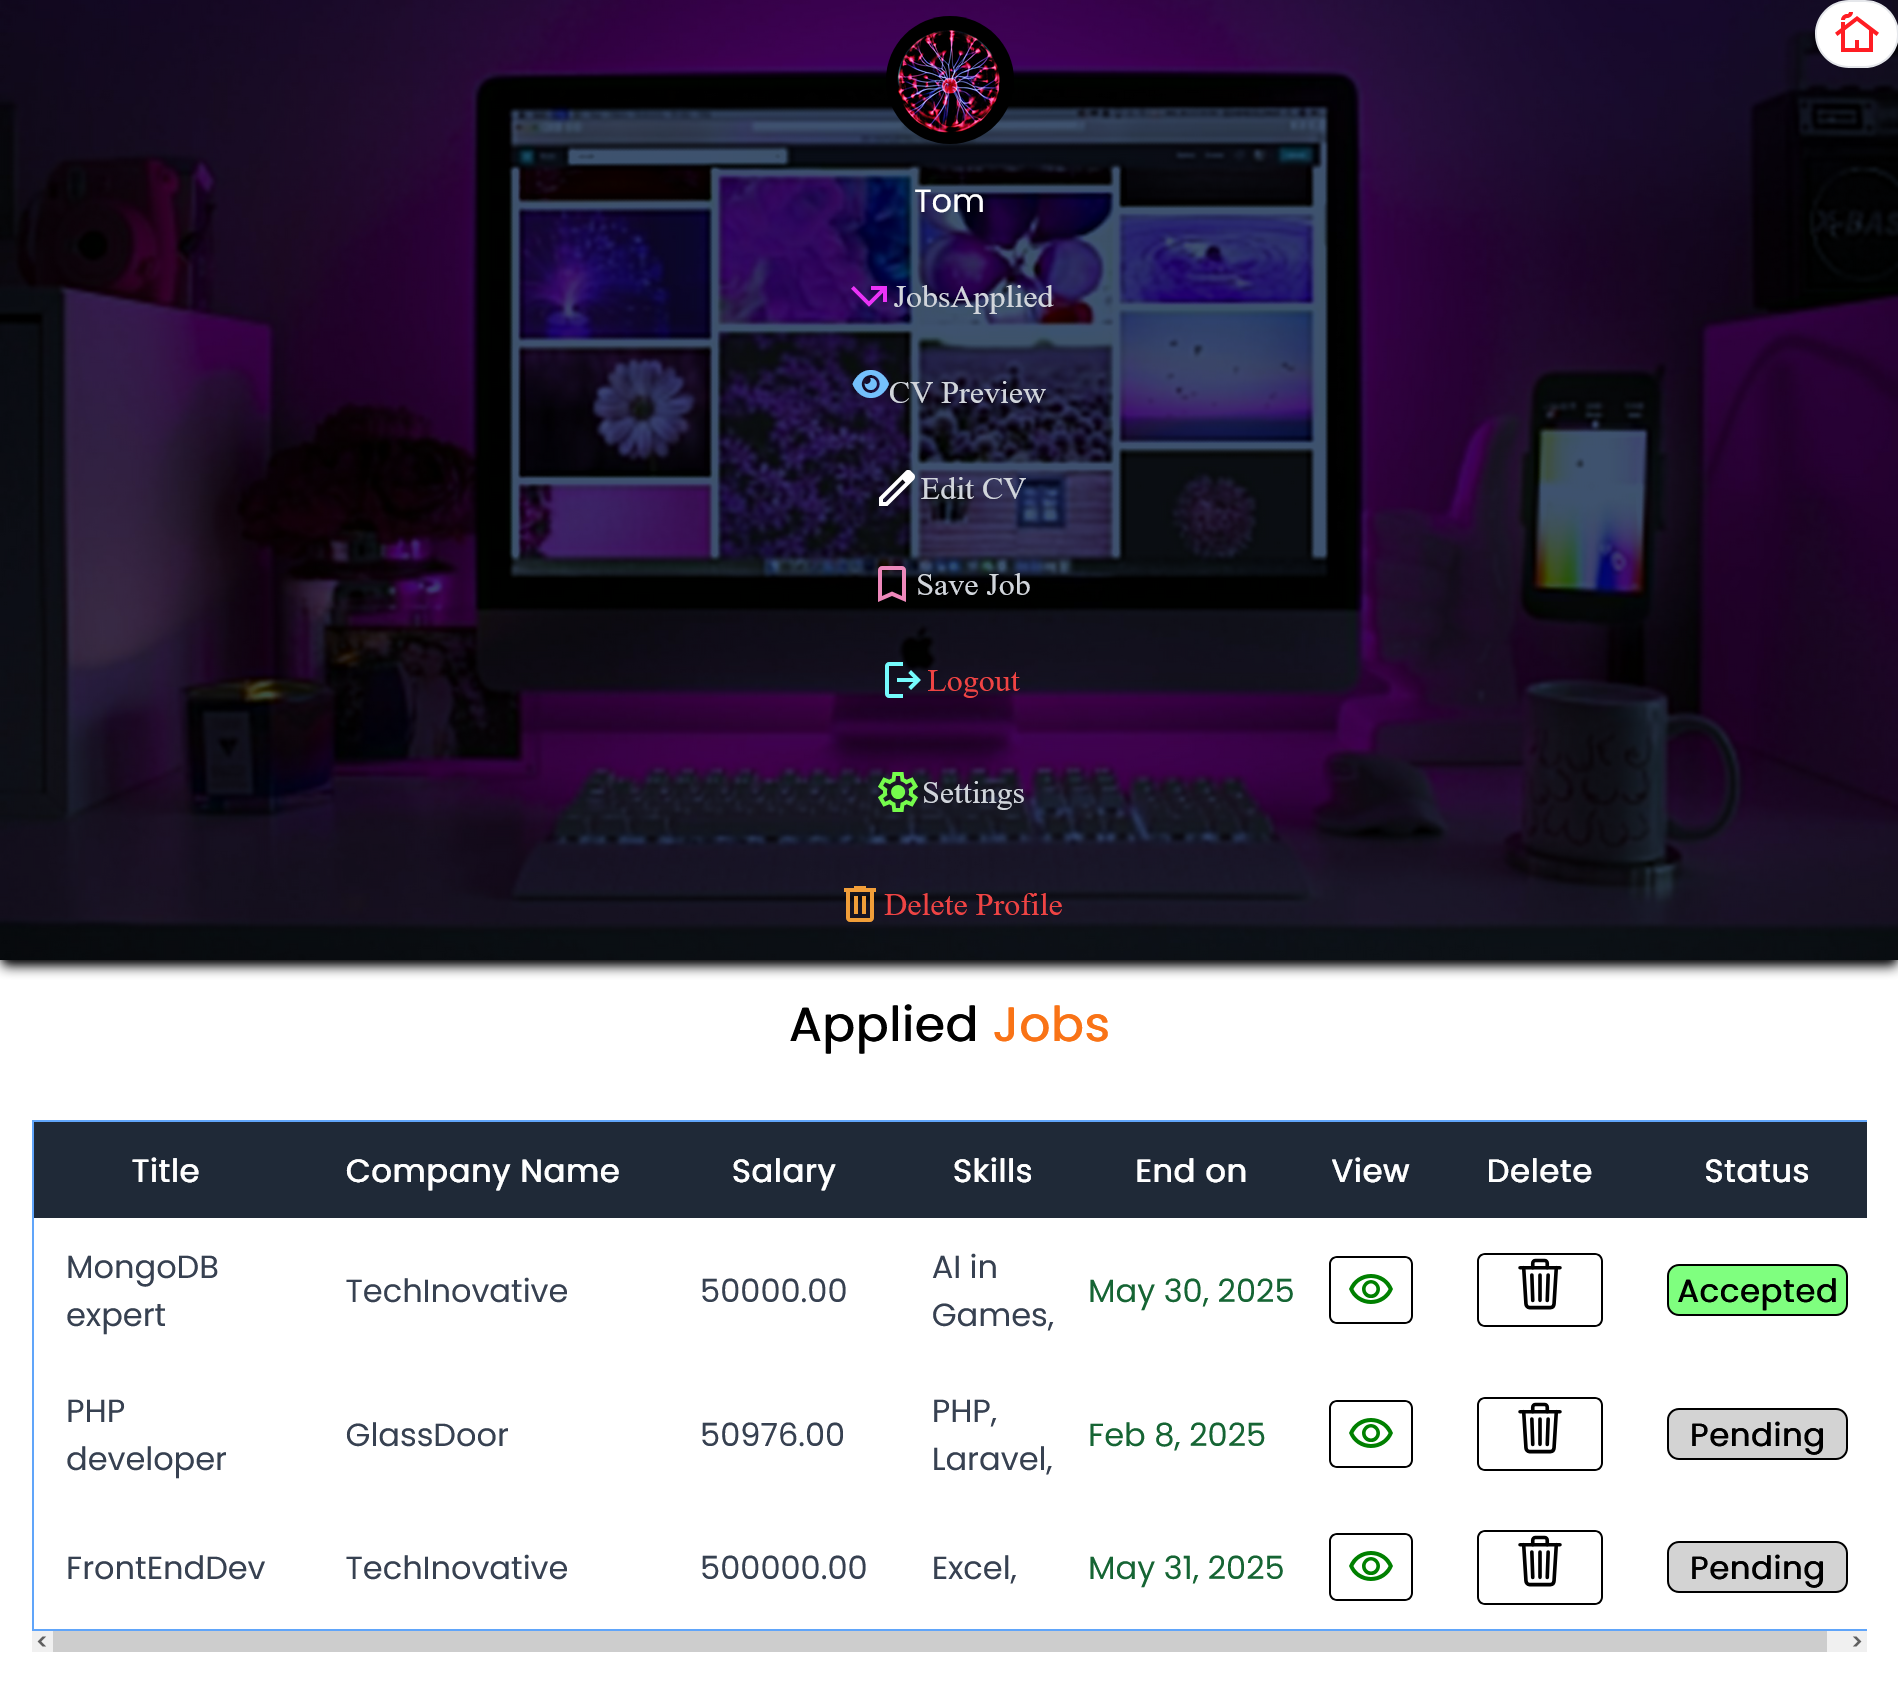 Tom
JobsApplied
CV Preview
Edit CV
Save Job
Logout
Settings
Delete Profile
Applied Jobs
Title Company Name Salary Skills End on View Delete Status
MongoDB expert TechInovative 50000.00 AI in Games, May 30, 2025 Accepted
PHP developer GlassDoor 50976.00 PHP, Laravel, Feb 8, 2025 Pending
FrontEndDev TechInovative 500000.00 Excel, May 31, 2025 Pending